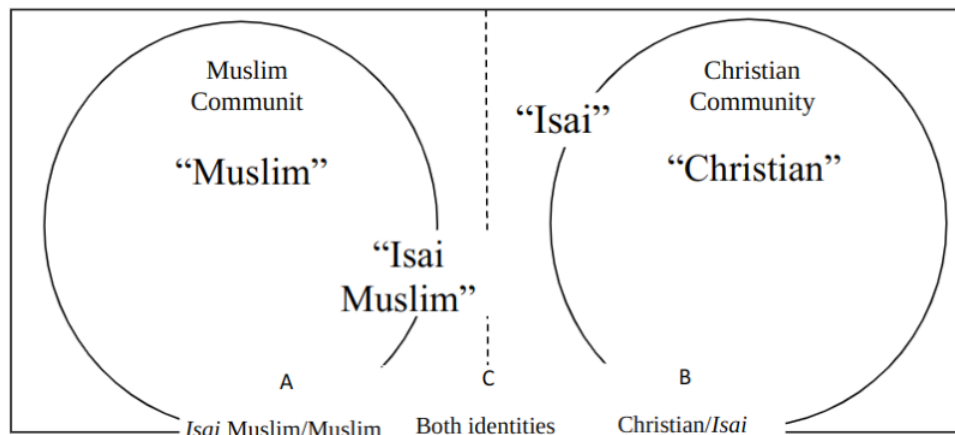 Muslim
Communit
“Muslim”
“Isai
Muslim”
Christian
Community
“Isai”
“Christian”
A
C
B
Isai Muslim/Muslim
Both identities
Christian/Isai